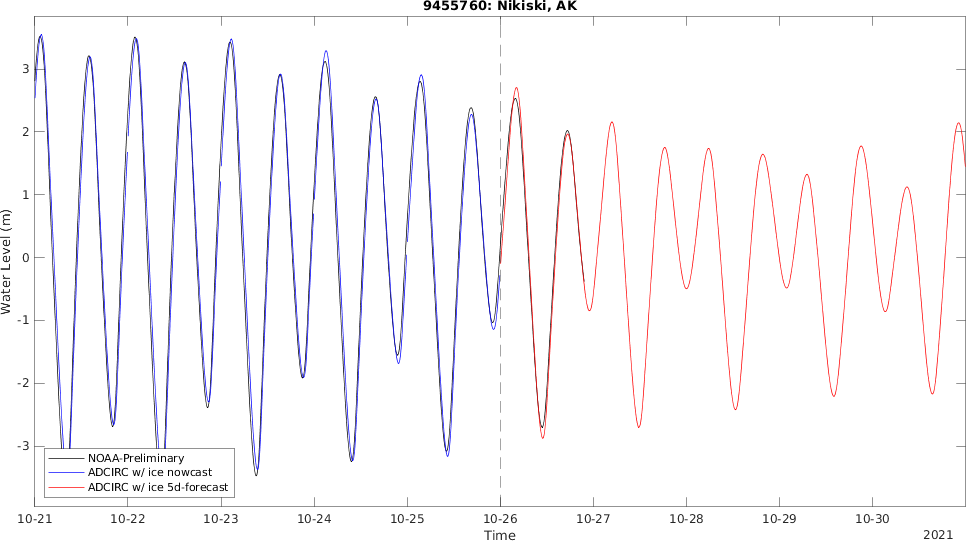 9455760: Nikiski, AK
Water Level (m)
3
2
1
0
-1
-2
-3
NOAA-Preliminary
ADCIRC w/ ice nowcast
ADCIRC w/ ice 5d-forecast
10-21 10-22 10-23 10-24 10-25 10-26 10-27 10-28 10-29 10-30
Time
2021